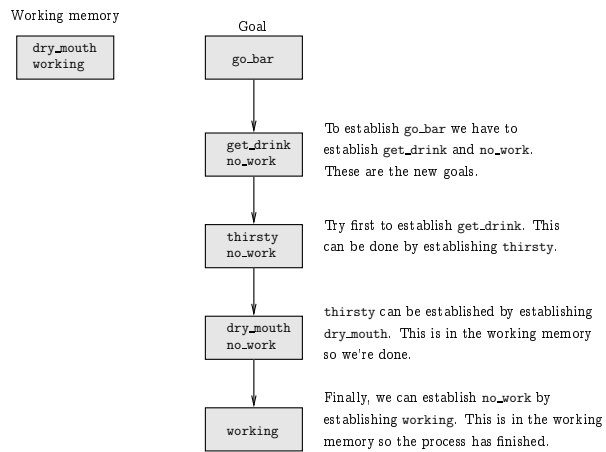 Working memory
dry_mouth
working
Goal
go_bar
get_drink
no_work
To establish go_bar we have to
establish get_drink and no_work.
These are the new goals.
thirsty
no_work
Try first to establish get_drink. This
can be done by establishing thirsty.
dry_mouth
no_work
thirsty can be established by establishing
dry_mouth. This is in the working memory
so we're done.
working
Finally, we can establish no_work by
establishing working. This is in the working
memory so the process has finished.